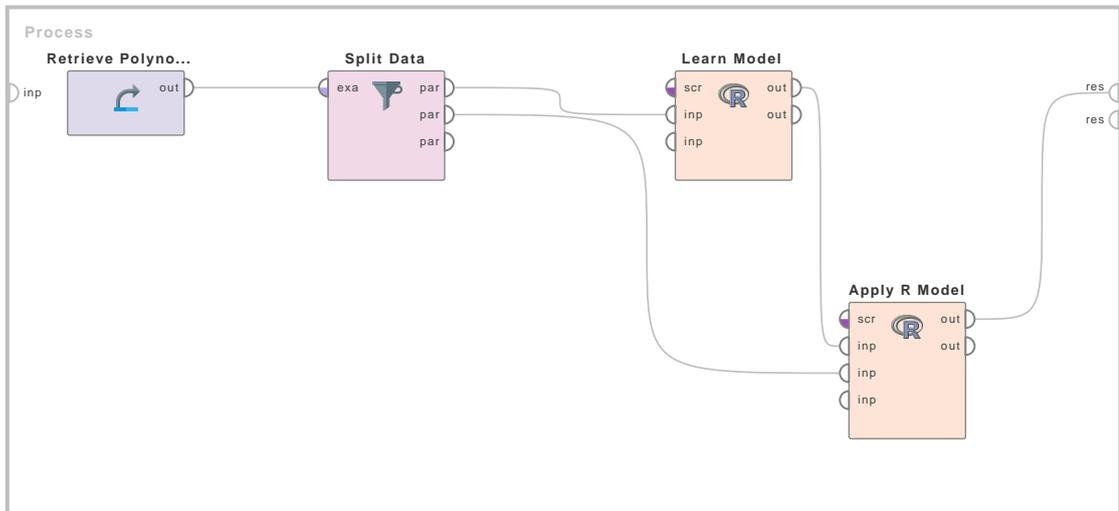 Process
Retrieve Polyno...
Split Data
Learn Model
inp
out
exa
par
par
par
scr
inp
inp
out
out
res
res
Apply R Model
scr
inp
inp
inp
out
out
R
R